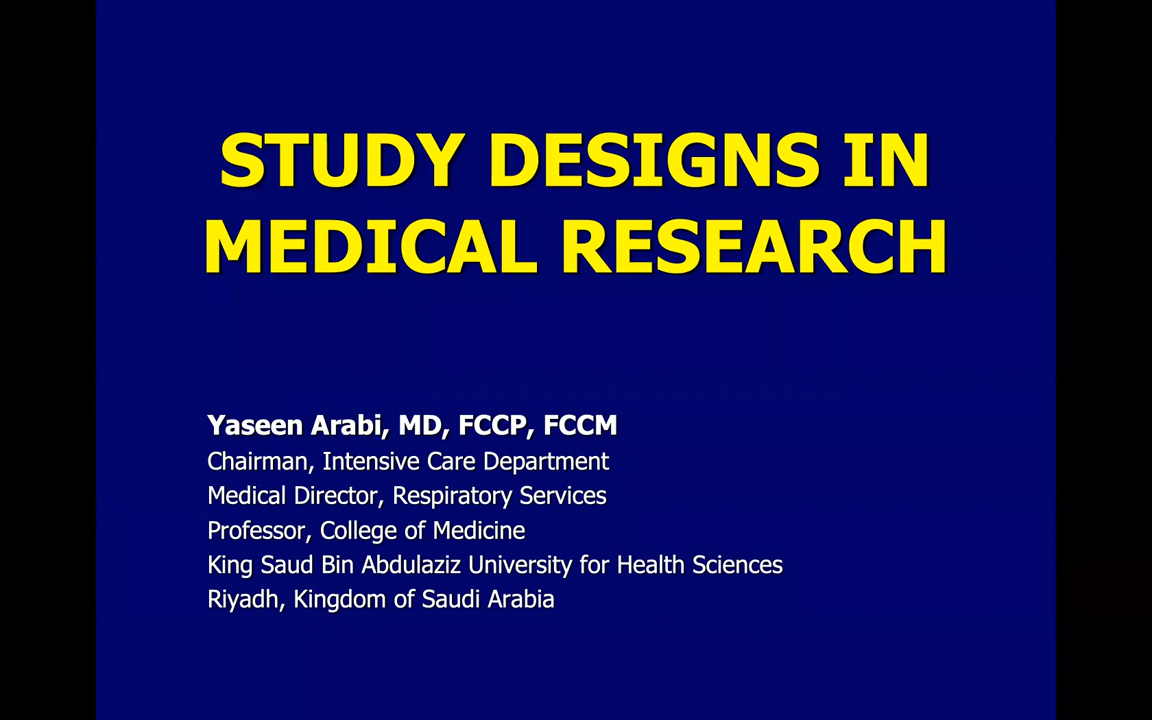 STUDY DESIGNS IN
MEDICAL RESEARCH
Yaseen Arabi, MD, FCCP, FCCM
Chairman, Intensive Care Department
Medical Director, Respiratory Services
Professor, College of Medicine
King Saud Bin Abdulaziz University for Health Sciences
Riyadh, Kingdom of Saudi Arabia